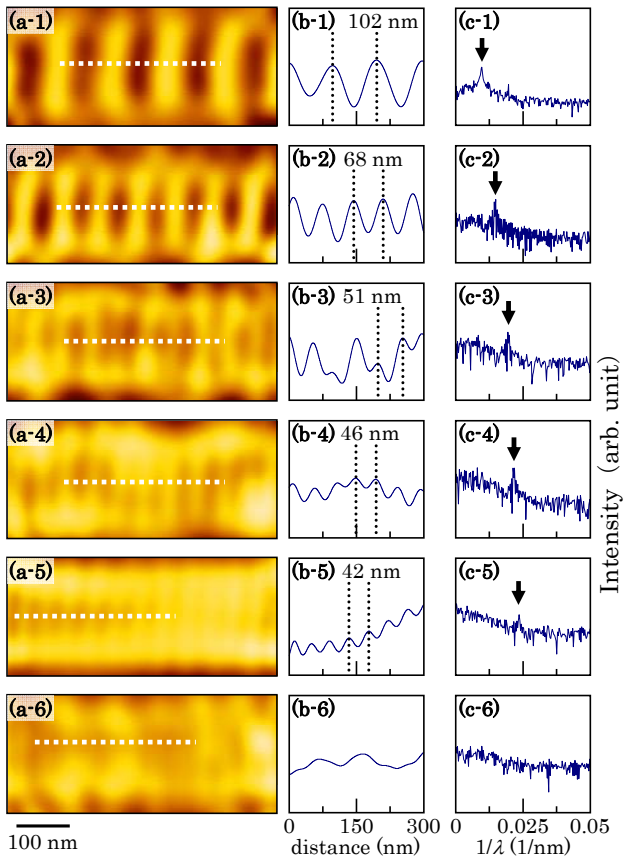 (a-1) (b-1) 102 nm (c-1)
(a-2) (b-2) 68 nm (c-2)
(a-3) (b-3) 51 nm (c-3)
(a-4) (b-4) 46 nm (c-4)
(a-5) (b-5) 42 nm (c-5)
(a-6) (b-6) (c-6)
Intensity (arb. unit)
0 150 300 0 0.025 0.05
100 nm distance (nm) 1/λ (1/nm)